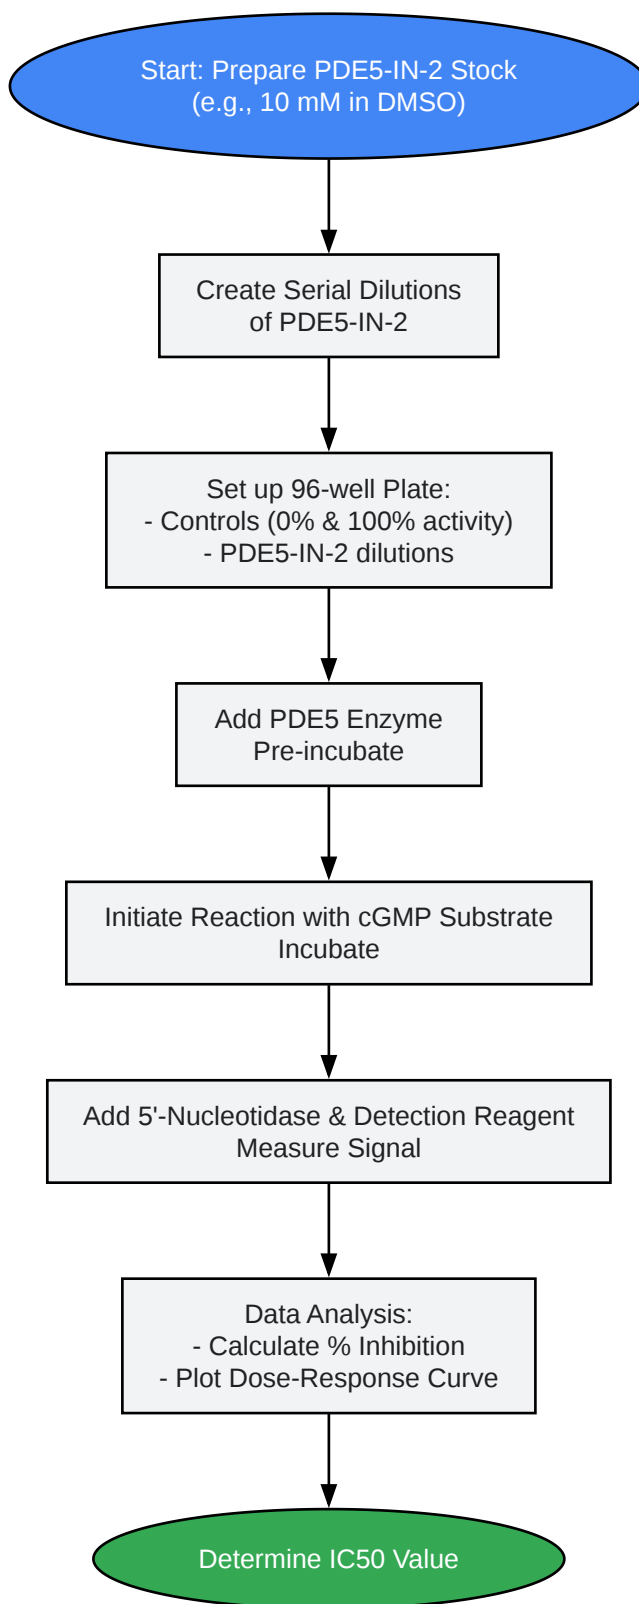 Start: Prepare PDE5-IN-2 Stock
(e.g., 10 mM in DMSO)
Create Serial Dilutions
of PDE5-IN-2
Set up 96-well Plate:
- Controls (0% & 100% activity)
- PDE5-IN-2 dilutions
Add PDE5 Enzyme
Pre-incubate
Initiate Reaction with cGMP Substrate
Incubate
Add 5'-Nucleotidase & Detection Reagent
Measure Signal
Data Analysis:
- Calculate % Inhibition
- Plot Dose-Response Curve
Determine IC50 Value